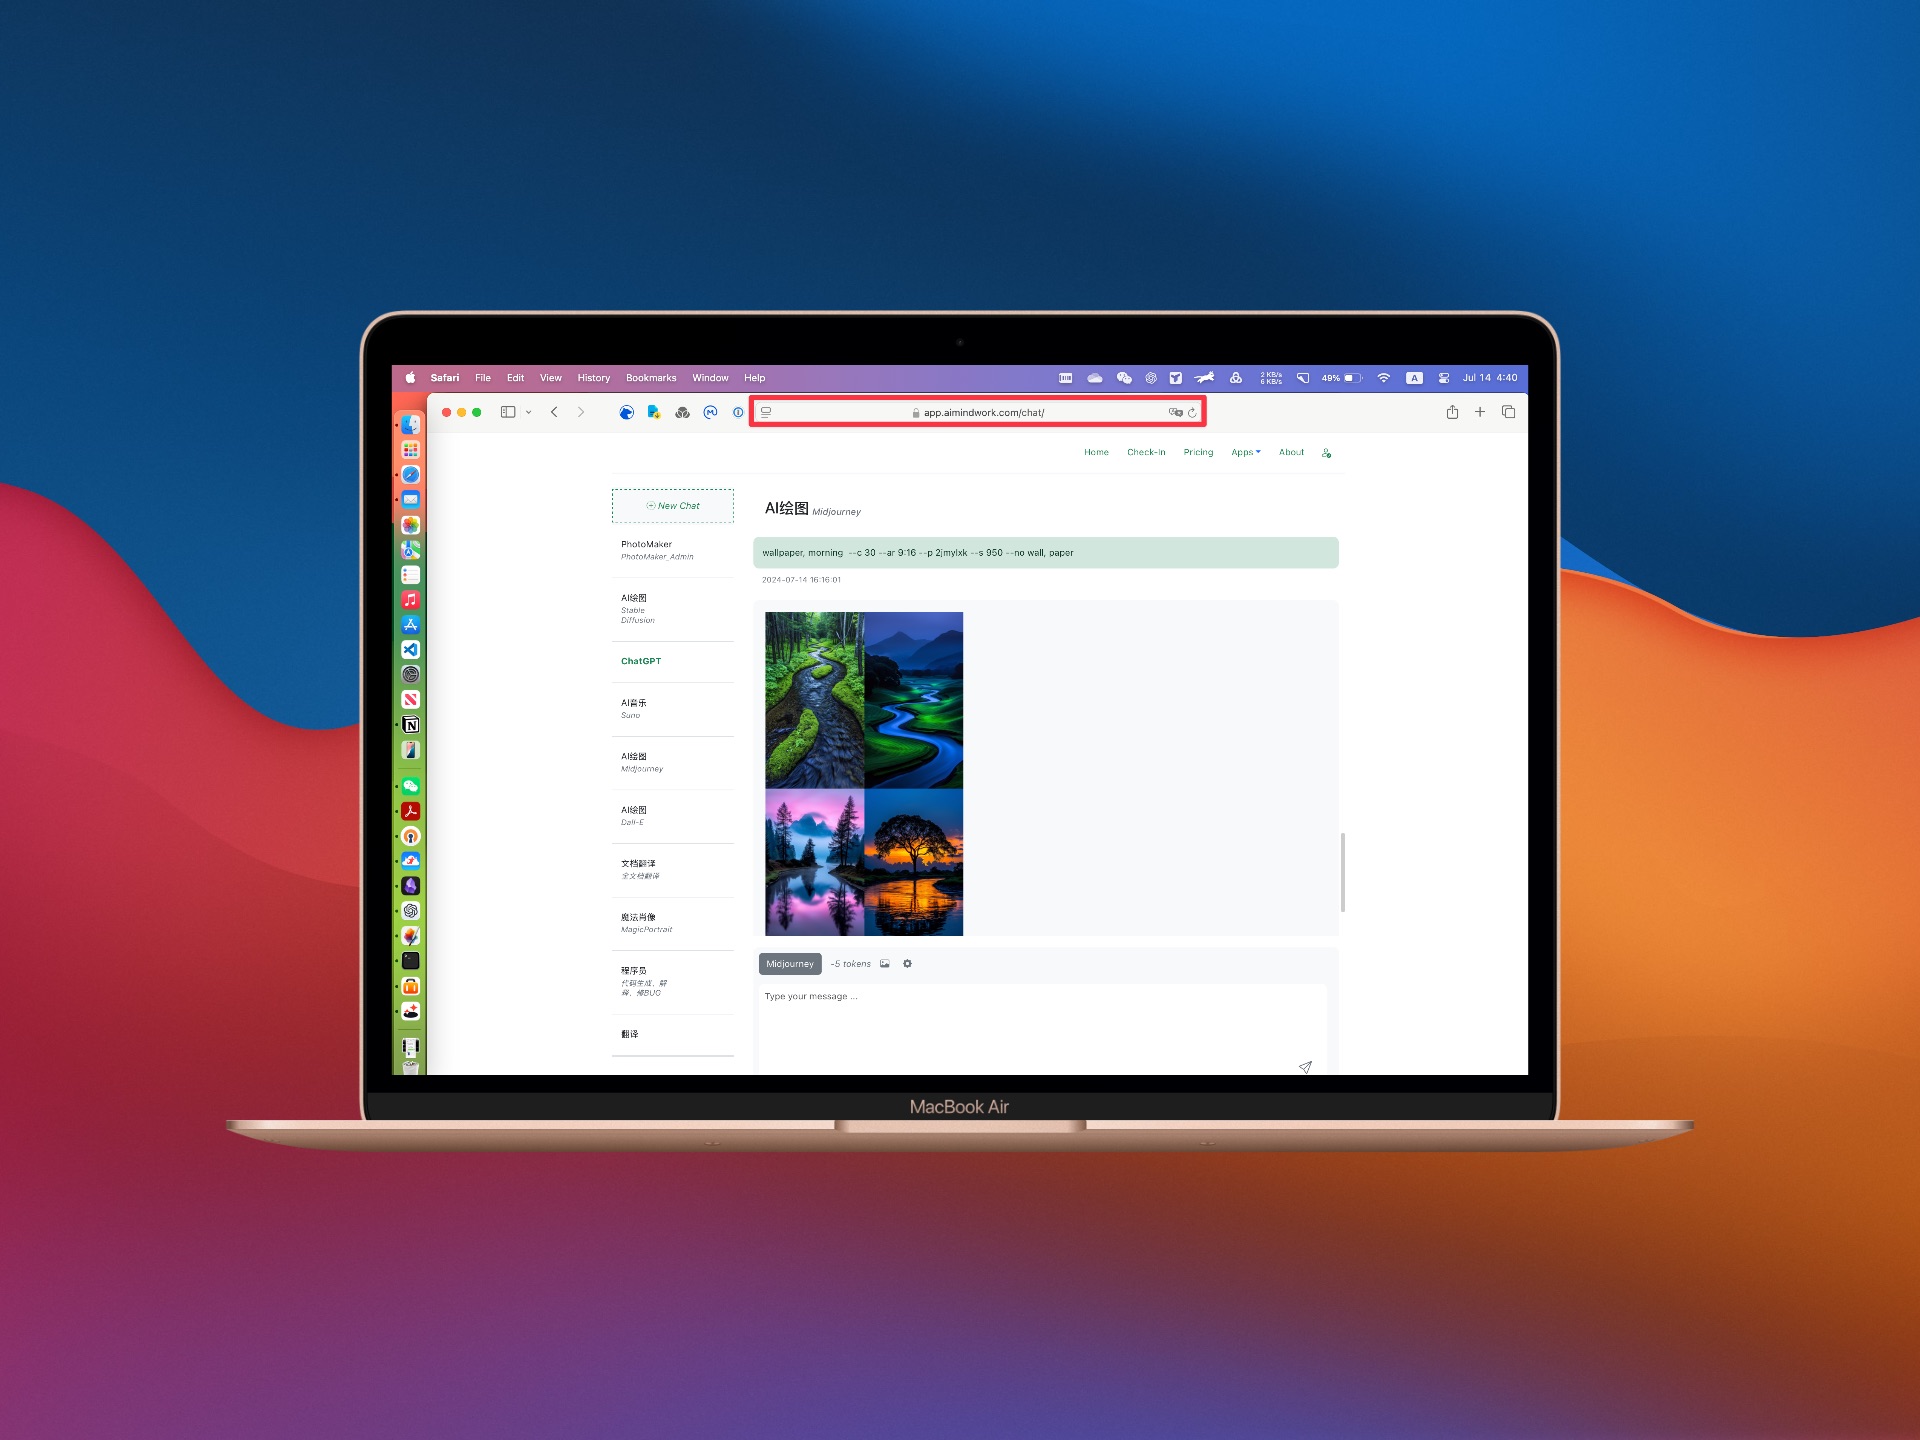 Safari File Edit View History Bookmarks Window Help 2 KB/s 6 KB/s 49% A Jul 14 4:40
app.aimindwork.com/chat/
Home Check-In Pricing Apps About
New Chat
AI绘图 Midjourney
PhotoMaker
PhotoMaker_Admin
AI绘图
Stable
Diffusion
ChatGPT
AI音乐
Suno
AI绘图
Midjourney
AI绘图
Dall-E
文档翻译
全文档翻译
魔法肖像
MagicPortrait
程序员
代码生成、解
释、修BUG
翻译
wallpaper, morning --c 30 --ar 9:16 --p 2jmylxk --s 950 --no wall, paper
2024-07-14 16:16:01
Midjourney -5 tokens
Type your message ...
MacBook Air